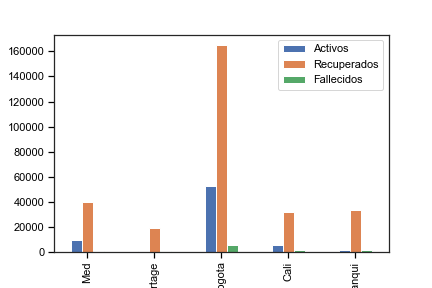 160000
140000
120000
100000
80000
60000
40000
20000
0
Activos
Recuperados
Fallecidos
Med
rtage
ogota
Cali
anqui